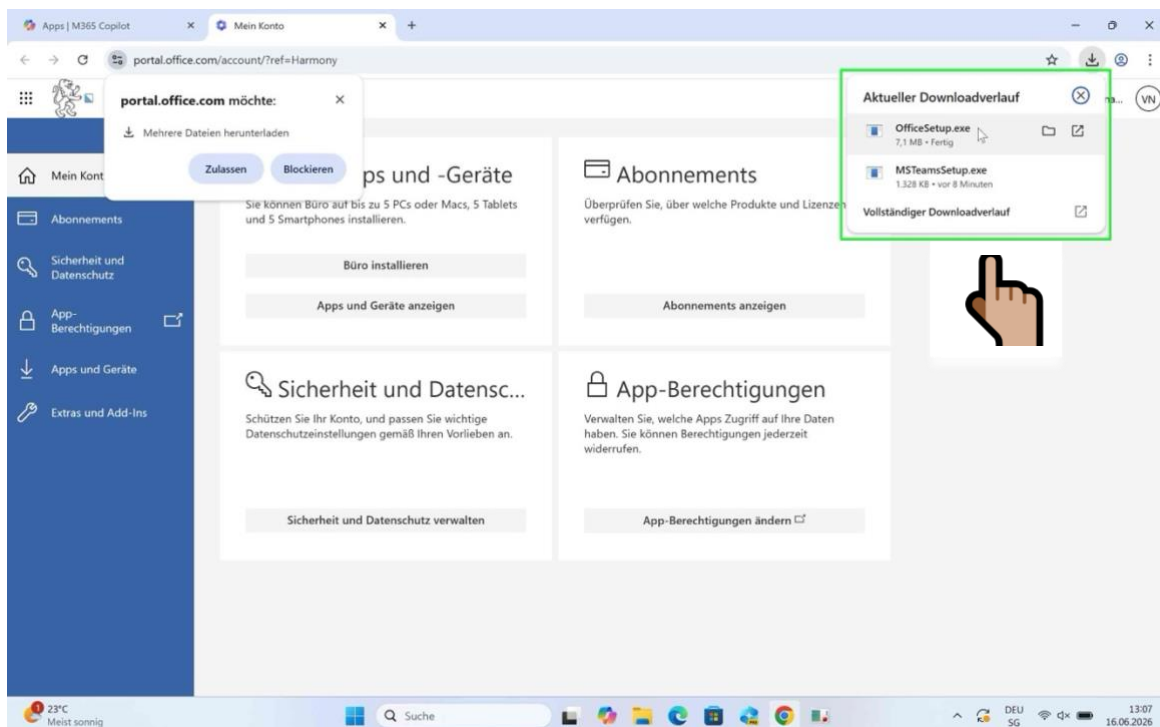 Apps | M365 Copilot
Mein Konto
portal.office.com/account/?ref=Harmony
portal.office.com möchte:
Mehrere Dateien herunterladen
Zulassen
Blockieren
Aktueller Downloadverlauf
OfficeSetup.exe
7,1 MB • Fertig
MSTeamsSetup.exe
1.328 KB • vor 8 Minuten
Vollständiger Downloadverlauf
VN
Mein Kont
Abonnements
Sicherheit und
Datenschutz
App-
Berechtigungen
Apps und Geräte
Extras und Add-Ins
ps und -Geräte
Sie können Büro auf bis zu 5 PCs oder Macs, 5 Tablets
und 5 Smartphones installieren.
Büro installieren
Apps und Geräte anzeigen
Abonnements
Überprüfen Sie, über welche Produkte und Lizenzen
verfügen.
Abonnements anzeigen
Sicherheit und Datensc...
Schützen Sie Ihr Konto, und passen Sie wichtige
Datenschutzeinstellungen gemäß Ihren Vorlieben an.
Sicherheit und Datenschutz verwalten
App-Berechtigungen
Verwalten Sie, welche Apps Zugriff auf Ihre Daten
haben. Sie können Berechtigungen jederzeit
widerrufen.
App-Berechtigungen ändern
1
23°C
Meist sonnig
Suche
DEU
SG
13:07
16.06.2026